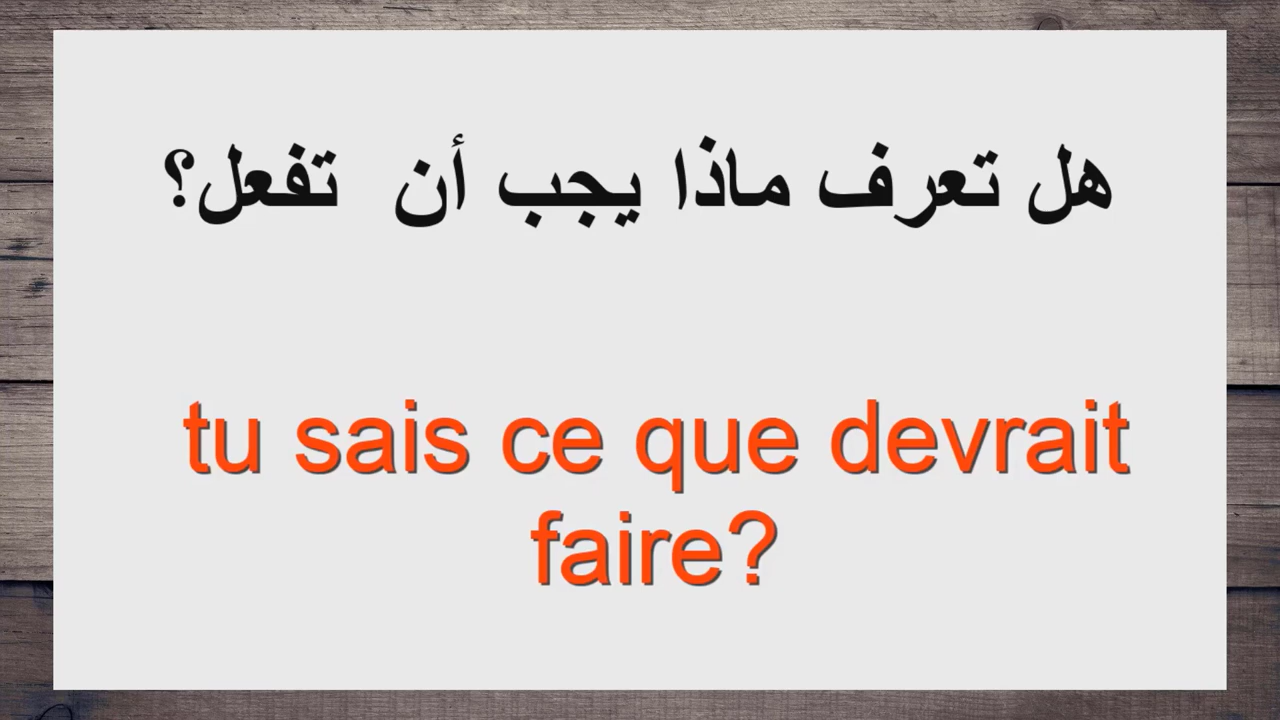 هل تعرف ماذا يجب أن تفعل؟
tu sais ce que devrait
faire?